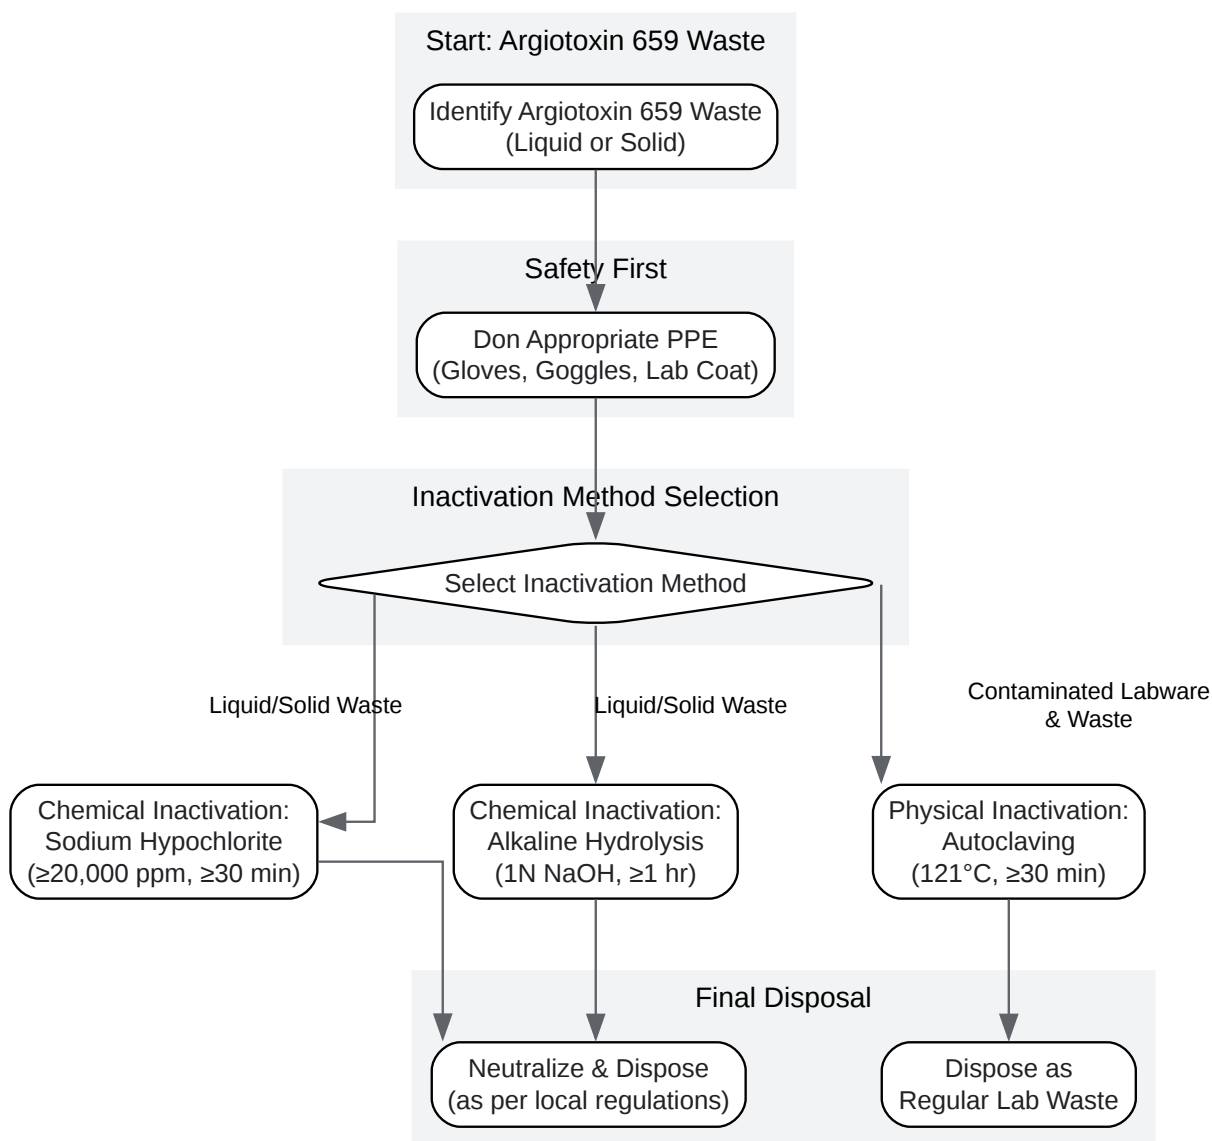 Start: Argiotoxin 659 Waste
Identify Argiotoxin 659 Waste
(Liquid or Solid)
Safety First
Don Appropriate PPE
(Gloves, Goggles, Lab Coat)
Inactivation Method Selection
Select Inactivation Method
Liquid/Solid Waste
Liquid/Solid Waste
Contaminated Labware
& Waste
Chemical Inactivation:
Sodium Hypochlorite
(≥20,000 ppm, ≥30 min)
Chemical Inactivation:
Alkaline Hydrolysis
(1N NaOH, ≥1 hr)
Physical Inactivation:
Autoclaving
(121°C, ≥30 min)
Final Disposal
Neutralize & Dispose
(as per local regulations)
Dispose as
Regular Lab Waste